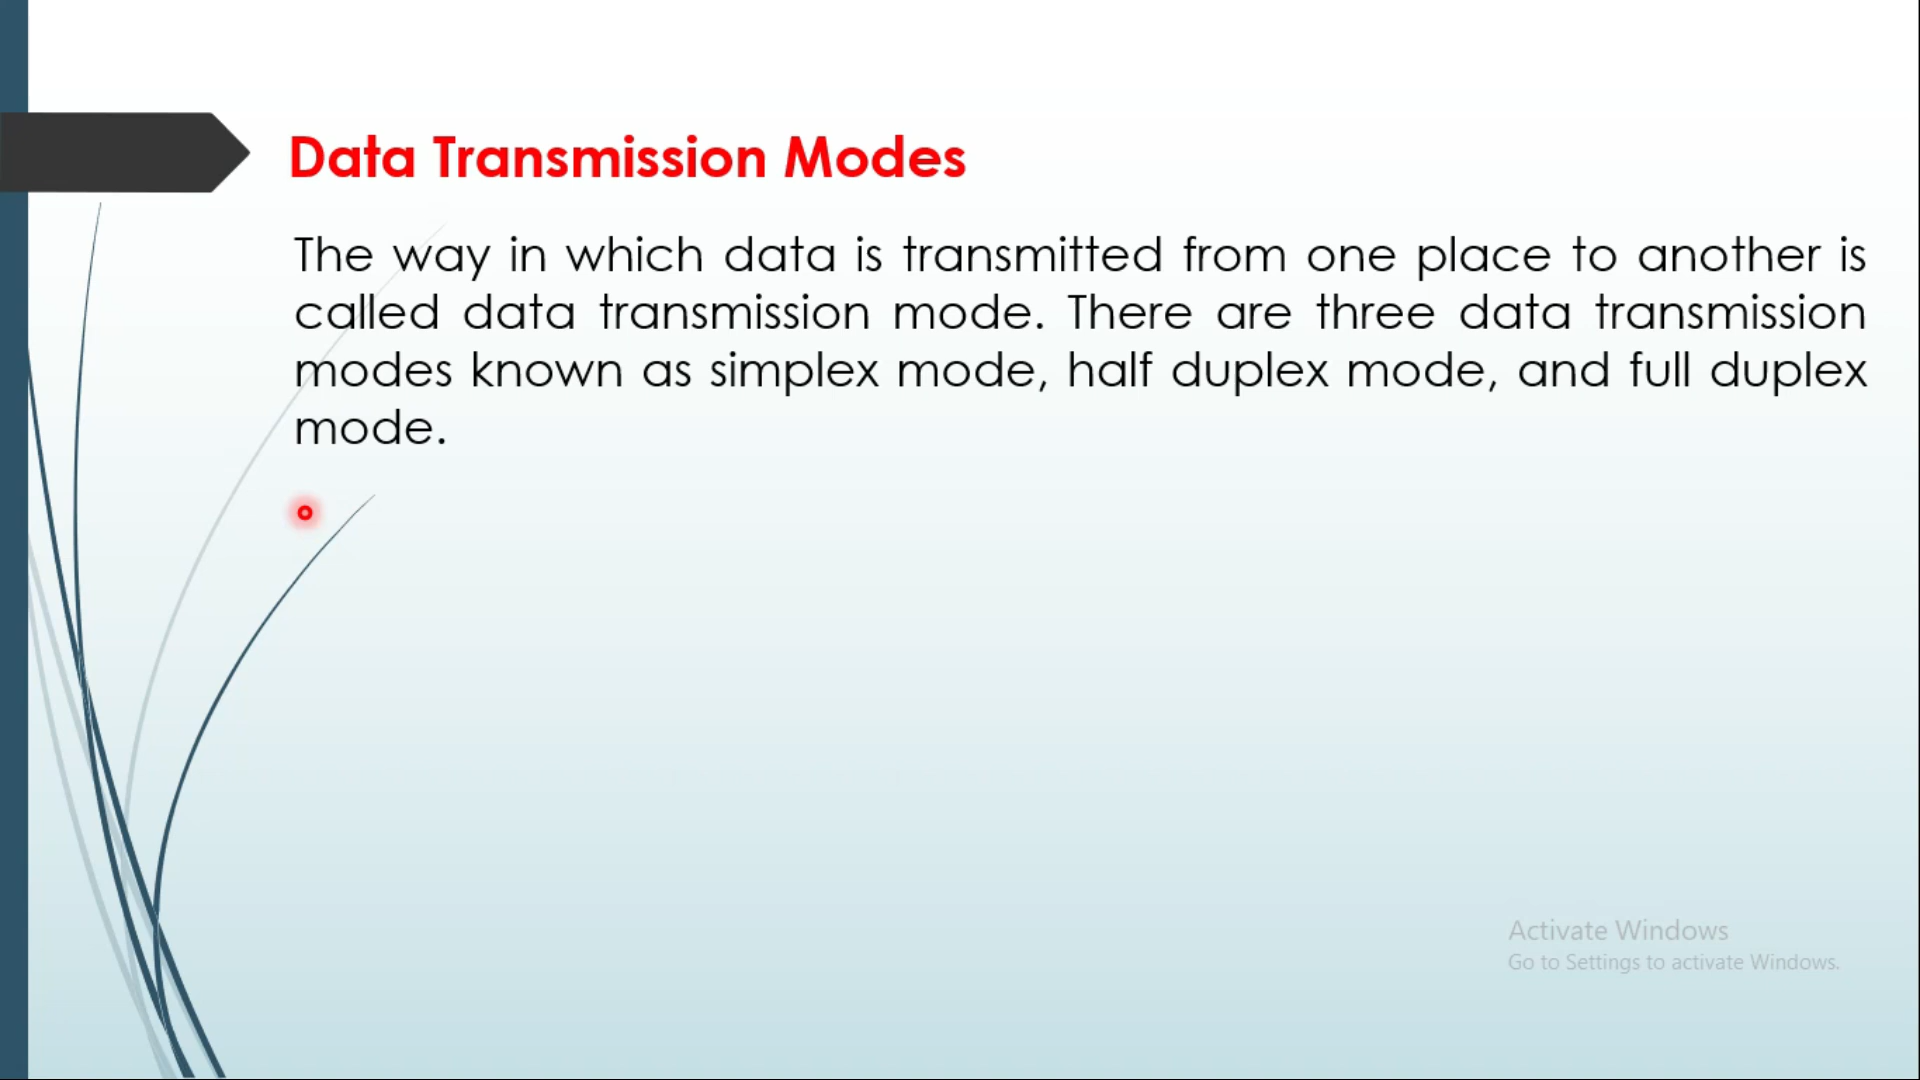 Data Transmission Modes
The way in which data is transmitted from one place to another is
called data transmission mode. There are three data transmission
modes known as simplex mode, half duplex mode, and full duplex
mode.
Activate Windows
Go to Settings to activate Windows.